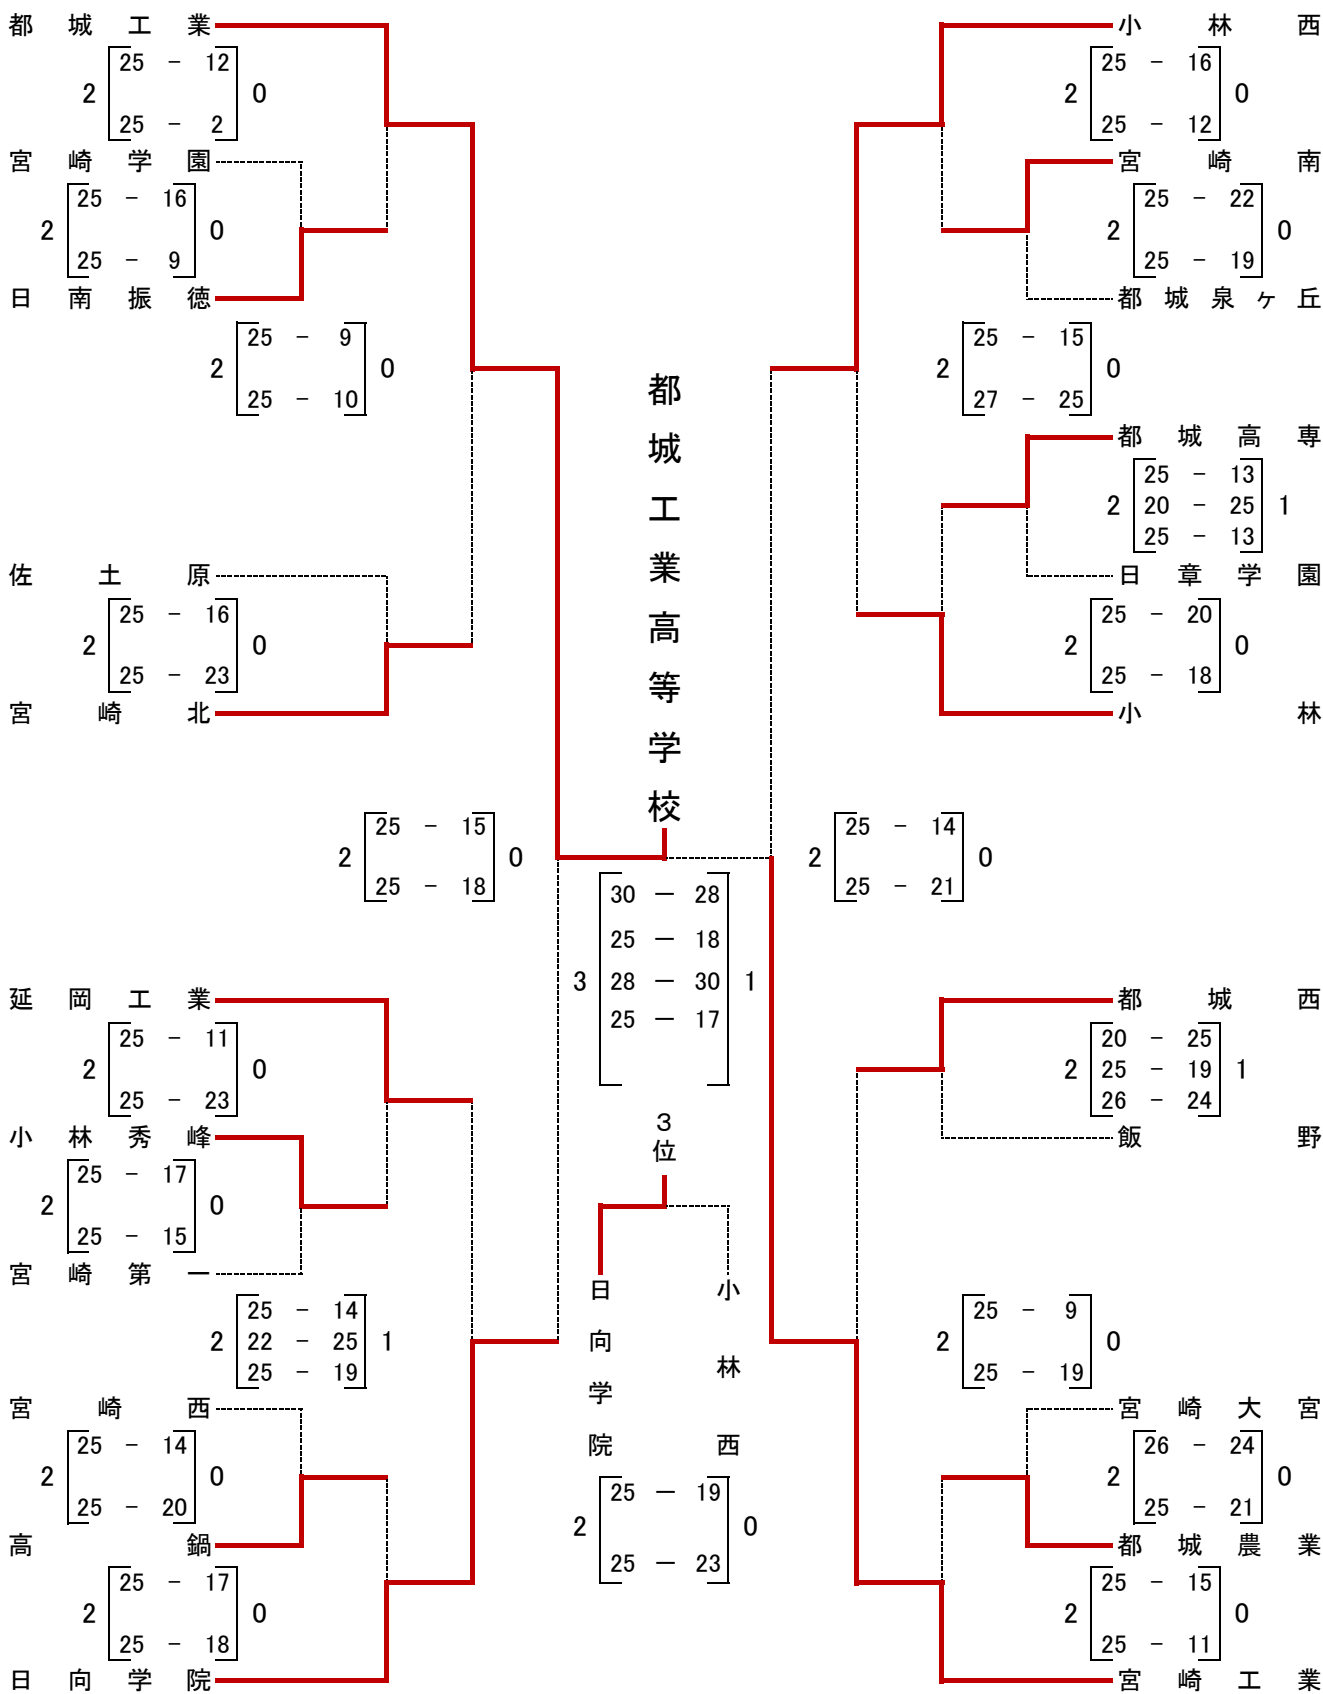 都城工業
25 - 12
2 0
25 - 2
宮崎学園
25 - 16
2 0
25 - 9
日南振徳
25 - 9
2 0
25 - 10
佐土原
25 - 16
2 0
25 - 23
宮崎北
25 - 15
2 0
25 - 18
延岡工業
25 - 11
2 0
25 - 23
小林秀峰
25 - 17
2 0
25 - 15
宮崎第一
25 - 14
2 22 - 25 1
25 - 19
宮崎西
25 - 14
2 0
25 - 20
高鍋
25 - 17
2 0
25 - 18
日向学院
都城工業高等学校
30 － 28
25 － 18
3 28 － 30 1
25 － 17
3位
日向学院
小林西
25 － 19
2 0
25 － 23
小林西
25 - 16
2 0
25 - 12
宮崎南
25 - 22
2 0
25 - 19
都城泉ヶ丘
25 - 15
2 0
27 - 25
都城高専
25 - 13
2 20 - 25 1
25 - 13
日章学園
25 - 20
2 0
25 - 18
小林
25 - 14
2 0
25 - 21
都城西
20 - 25
2 25 - 19 1
26 - 24
飯野
25 - 9
2 0
25 - 19
宮崎大宮
26 - 24
2 0
25 - 21
都城農業
25 - 15
2 0
25 - 11
宮崎工業